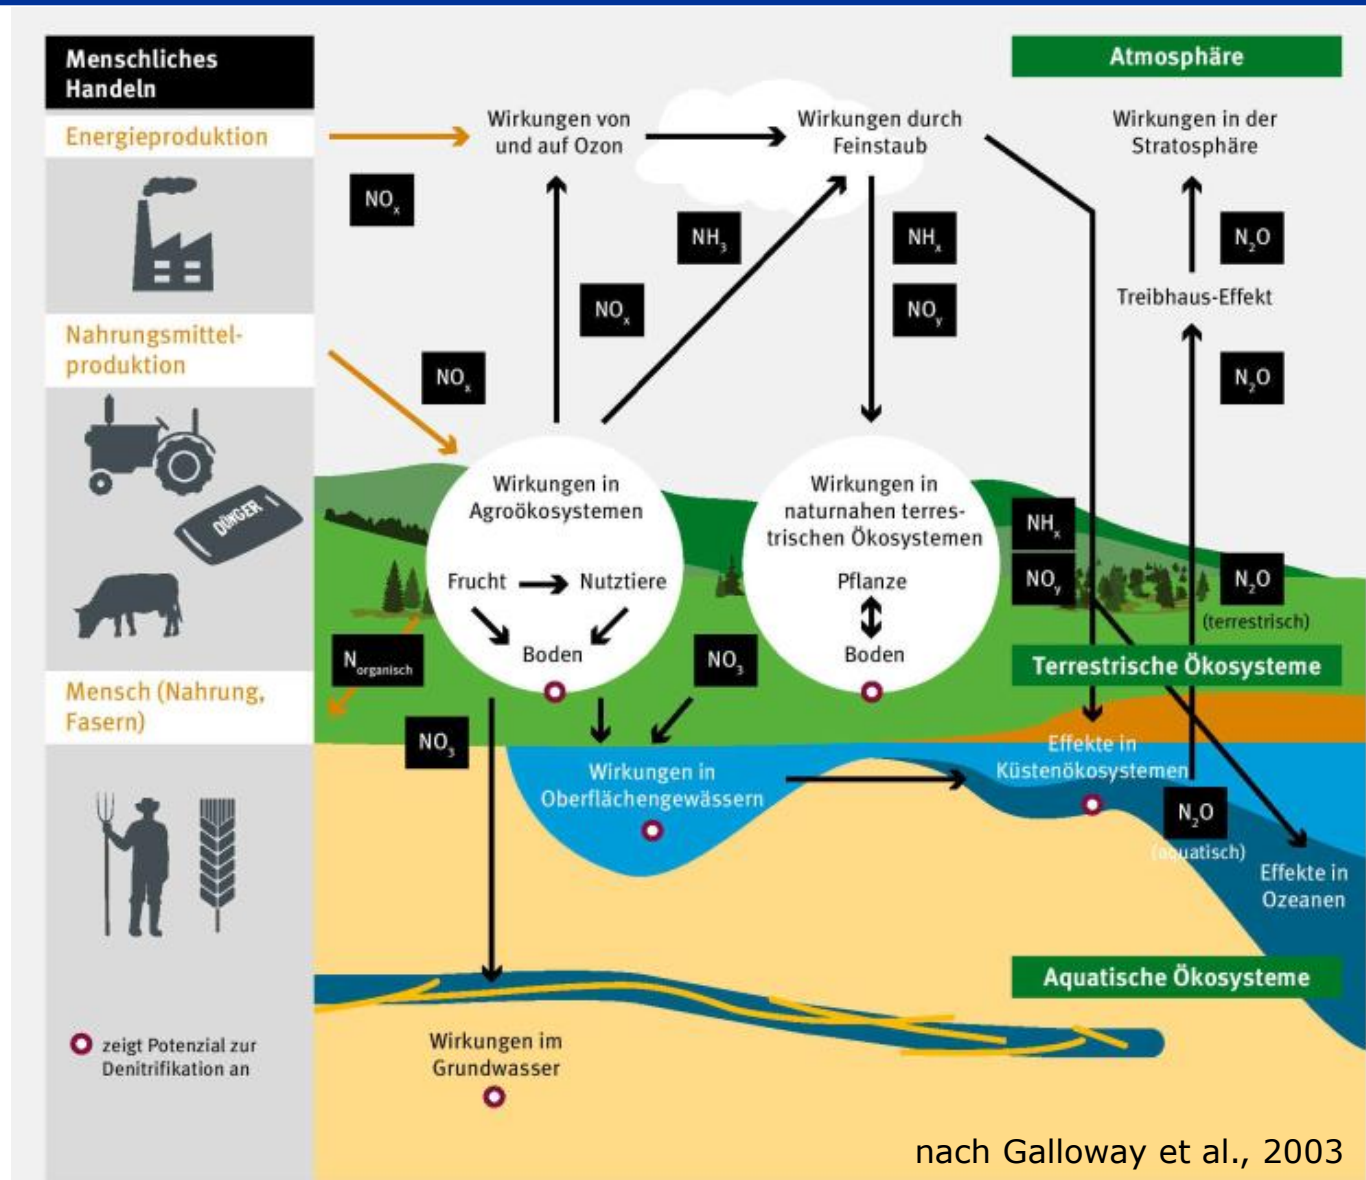 Menschliches
Handeln
Energieproduktion
NOx
Nahrungsmittel-
produktion
NOx
DÜNGER
Mensch (Nahrung,
Fasern)
Norganisch
zeigt Potenzial zur
Denitrifikation an
Atmosphäre
Wirkungen von
und auf Ozon
Wirkungen durch
Feinstaub
Wirkungen in der
Stratosphäre
NH3
NHx
N2O
NOx
NOy
Treibhaus-Effekt
N2O
Wirkungen in
Agroökosystemen
Frucht
Nutztiere
Boden
Wirkungen in
naturnahen terres-
trischen Ökosystemen
Pflanze
Boden
NHx
NOy
N2O
(terrestrisch)
NO3
Terrestrische Ökosysteme
NO3
Wirkungen in
Oberflächengewässern
Effekte in
Küstenökosystemen
N2O
(aquatisch)
Effekte in
Ozeanen
Aquatische Ökosysteme
Wirkungen im
Grundwasser
nach Galloway et al., 2003